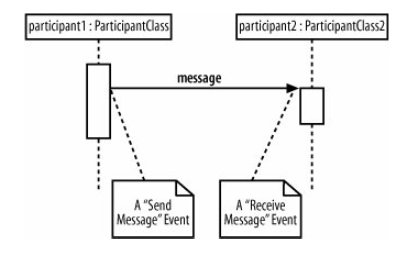 participant1 : ParticipantClass
participant2 : ParticipantClass2
message
A “Send
Message” Event
A “Receive
Message” Event